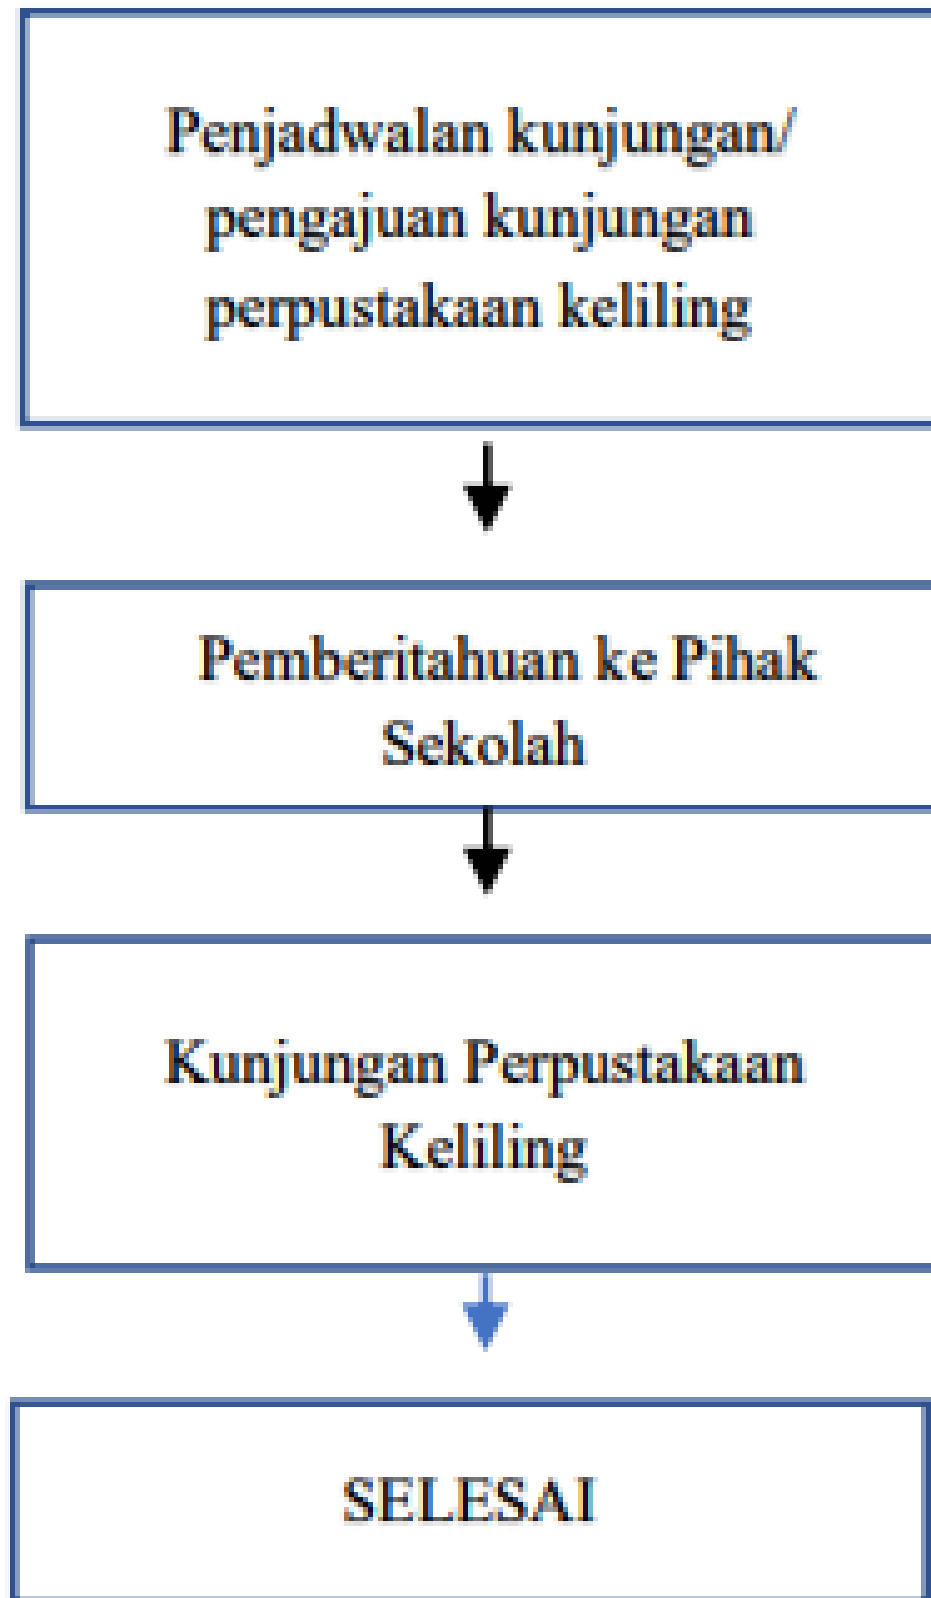 Penjadwalan kunjungan/
pengajuan kunjungan
perpustakaan keliling
Pemberitahuan ke Pihak
Sekolah
Kunjungan Perpustakaan
Keliling
SELESAI